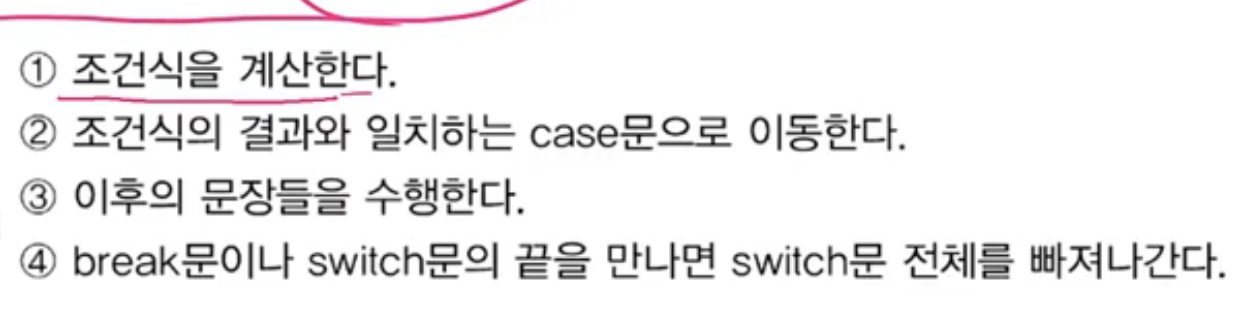 ① 조건식을 계산한다.
② 조건식의 결과와 일치하는 case문으로 이동한다.
③ 이후의 문장들을 수행한다.
④ break문이나 switch문의 끝을 만나면 switch문 전체를 빠져나간다.